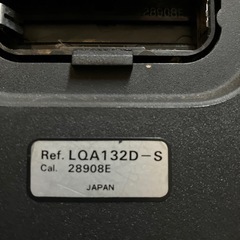 Ref. LQA132D-S
Cal. 28908E
JAPAN